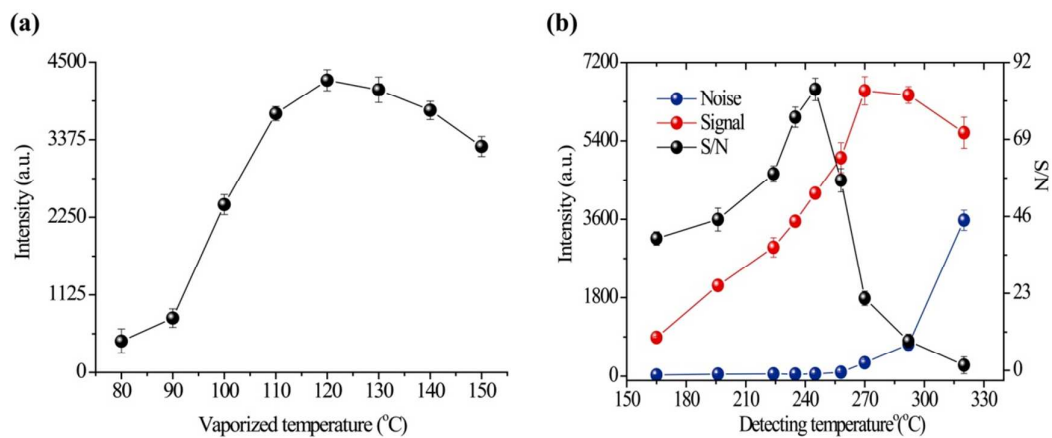 (a)
4500
3375
2250
1125
0
Intensity (a.u.)
80 90 100 110 120 130 140 150
Vaporized temperature (°C)
(b)
7200
5400
3600
1800
0
Intensity (a.u.)
Noise
Signal
S/N
92
69
46
23
0
S/N
150 180 210 240 270 300 330
Detecting temperature°(°C)